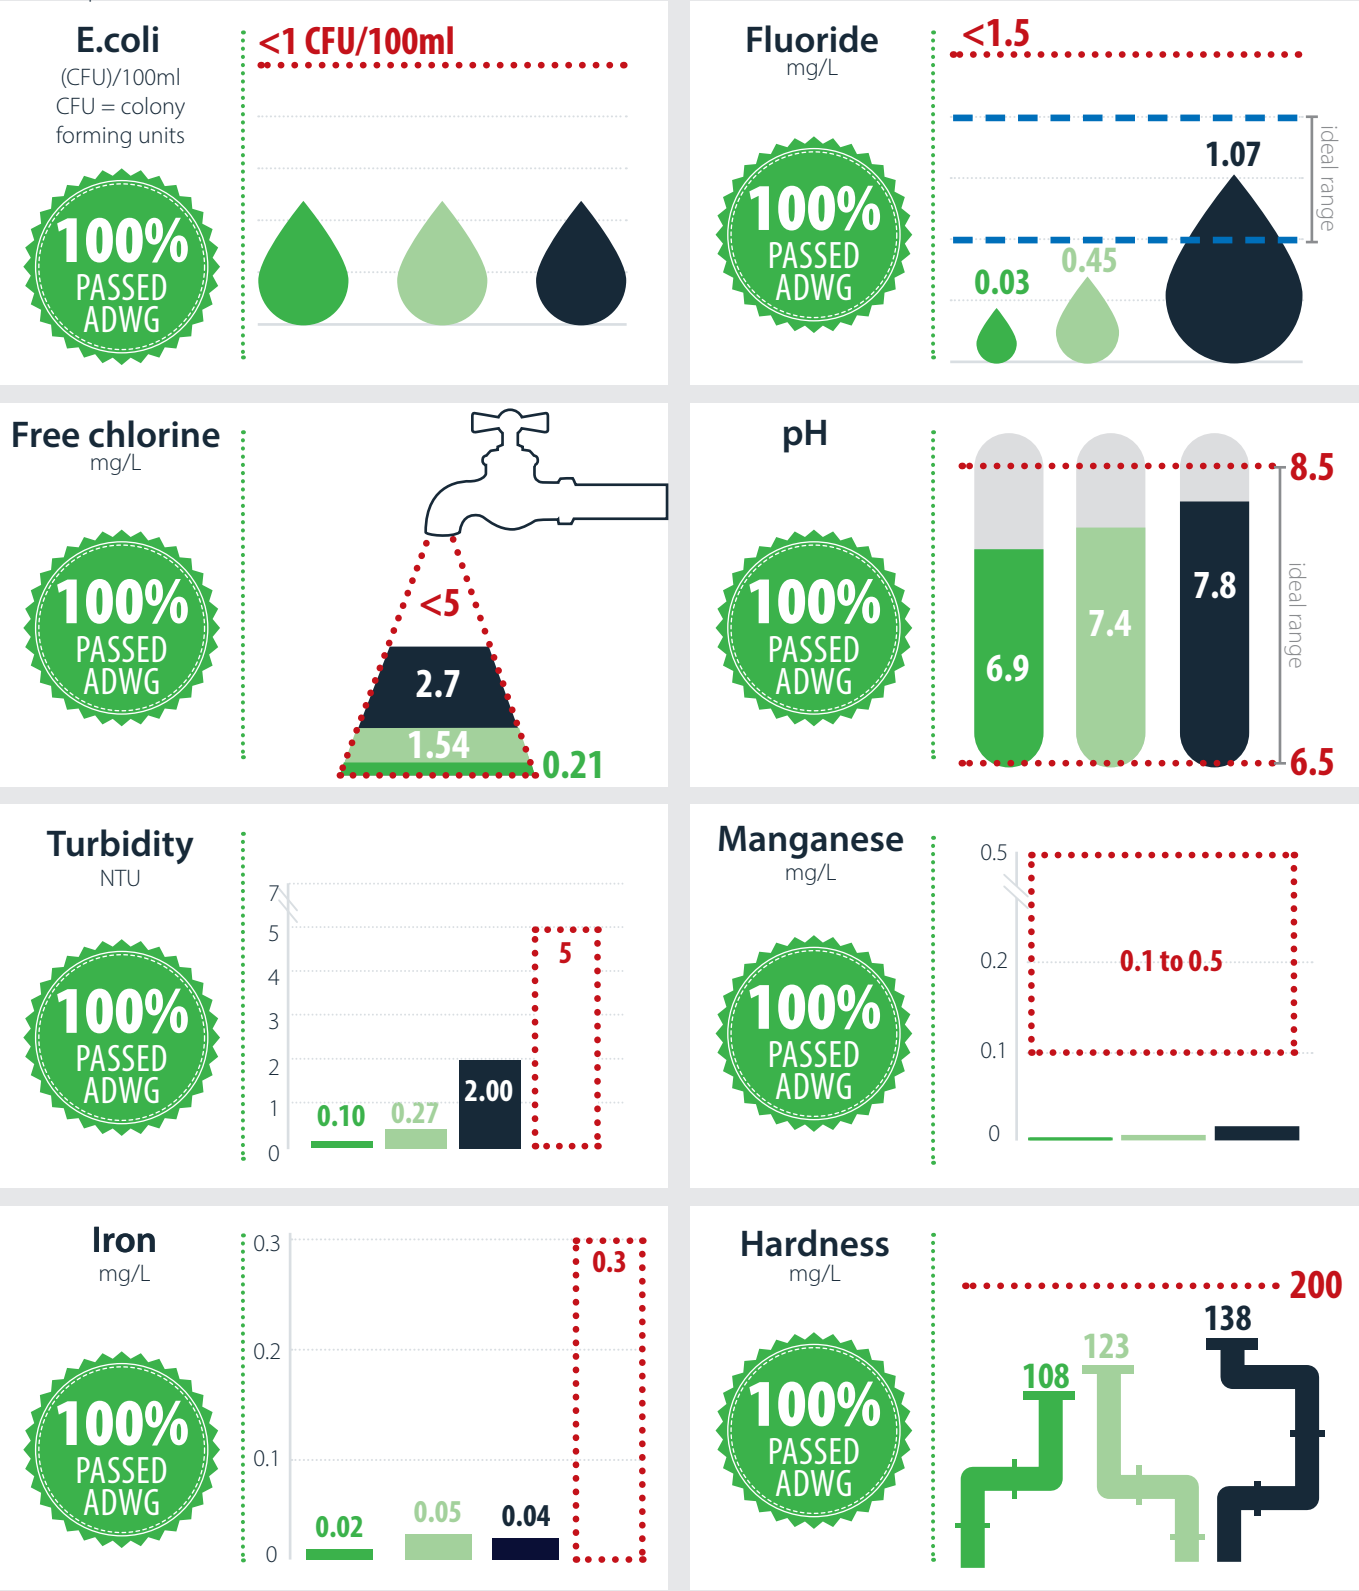 E.coli
(CFU)/100ml
CFU = colony
forming units
100%
PASSED
ADWG
<1 CFU/100ml
Fluoride
mg/L
100%
PASSED
ADWG
<1.5
1.07
0.45
0.03
ideal range
Free chlorine
mg/L
100%
PASSED
ADWG
<5
2.7
1.54
0.21
pH
100%
PASSED
ADWG
8.5
7.8
7.4
6.9
ideal range
6.5
Turbidity
NTU
100%
PASSED
ADWG
7
5
4
3
2
1
0
0.10
0.27
2.00
5
Manganese
mg/L
100%
PASSED
ADWG
0.5
0.2
0.1
0
0.1 to 0.5
Iron
mg/L
100%
PASSED
ADWG
0.3
0.2
0.1
0
0.02
0.05
0.04
0.3
Hardness
mg/L
100%
PASSED
ADWG
200
138
123
108